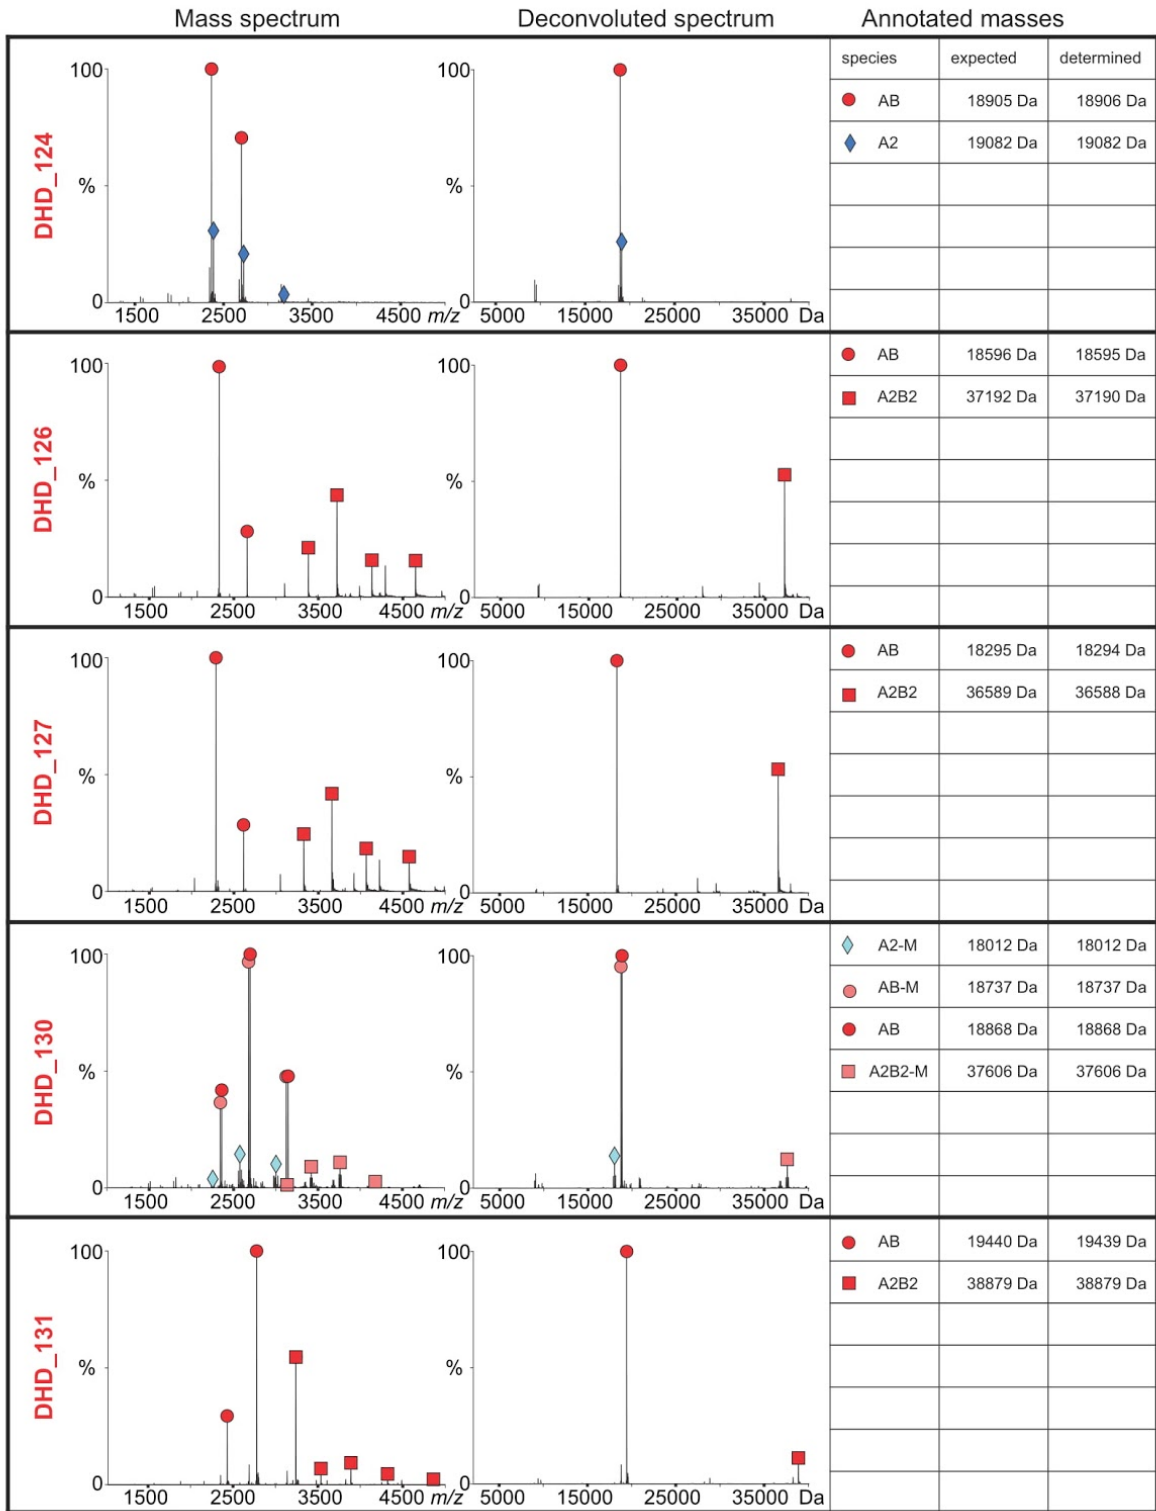 Mass spectrum Deconvoluted spectrum Annotated masses
DHD_124
100
%
0
1500 2500 3500 4500 m/z
100
%
0
5000 15000 25000 35000 Da
species expected determined
AB 18905 Da 18906 Da
A2 19082 Da 19082 Da
DHD_126
100
%
0
1500 2500 3500 4500 m/z
100
%
0
5000 15000 25000 35000 Da
AB 18596 Da 18595 Da
A2B2 37192 Da 37190 Da
DHD_127
100
%
0
1500 2500 3500 4500 m/z
100
%
0
5000 15000 25000 35000 Da
AB 18295 Da 18294 Da
A2B2 36589 Da 36588 Da
DHD_130
100
%
0
1500 2500 3500 4500 m/z
100
%
0
5000 15000 25000 35000 Da
A2-M 18012 Da 18012 Da
AB-M 18737 Da 18737 Da
AB 18868 Da 18868 Da
A2B2-M 37606 Da 37606 Da
DHD_131
100
%
0
1500 2500 3500 4500 m/z
100
%
0
5000 15000 25000 35000 Da
AB 19440 Da 19439 Da
A2B2 38879 Da 38879 Da